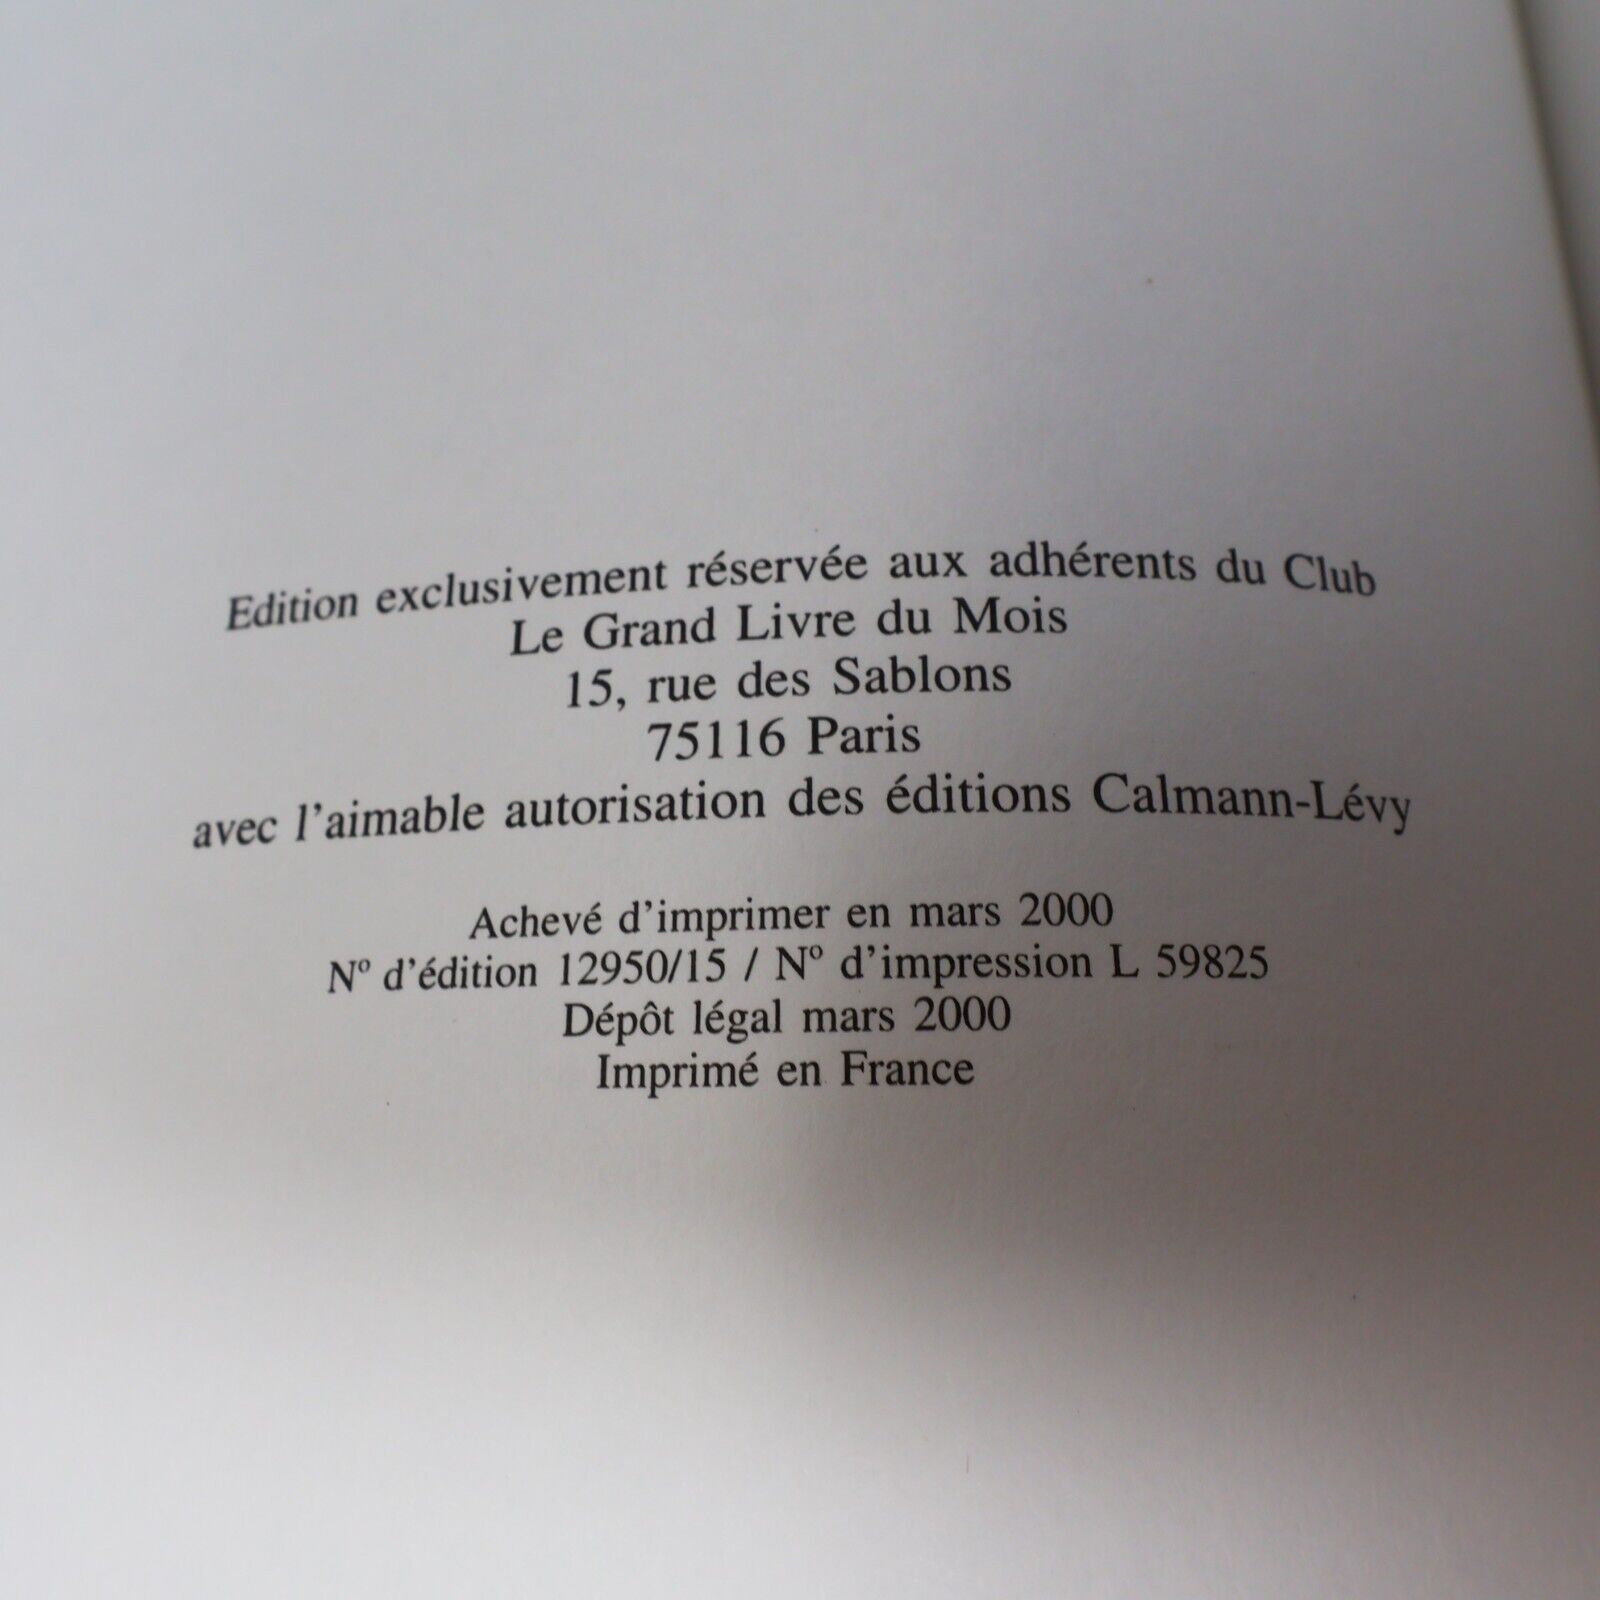 Edition exclusivement réservée aux adhérents du Club
Le Grand Livre du Mois
15, rue des Sablons
75116 Paris
avec l'aimable autorisation des éditions Calmann-Lévy
Achevé d'imprimer en mars 2000
Nº d'édition 12950/15 / Nº d'impression L 59825
Dépôt légal mars 2000
Imprimé en France